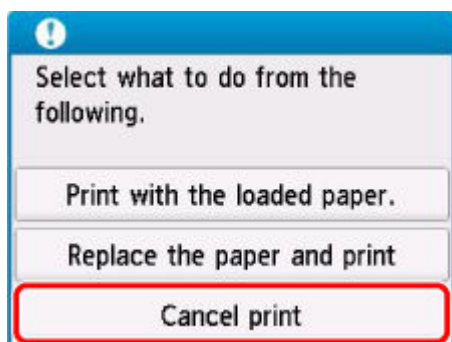 Select what to do from the
following.
Print with the loaded paper.
Replace the paper and print
Cancel print